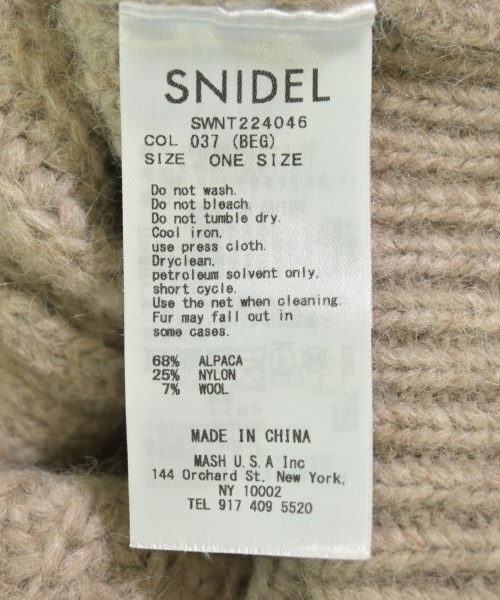 SNIDEL
SWNT224046
COL 037 (BEG)
SIZE ONE SIZE
Do not wash.
Do not bleach.
Do not tumble dry.
Cool iron,
use press cloth.
Dryclean,
petroleum solvent only,
short cycle.
Use the net when cleaning.
Fur may fall out in
some cases.
68% ALPACA
25% NYLON
7% WOOL
MADE IN CHINA
MASH U.S.A Inc
144 Orchard St. New York,
NY 10002
TEL 917 409 5520